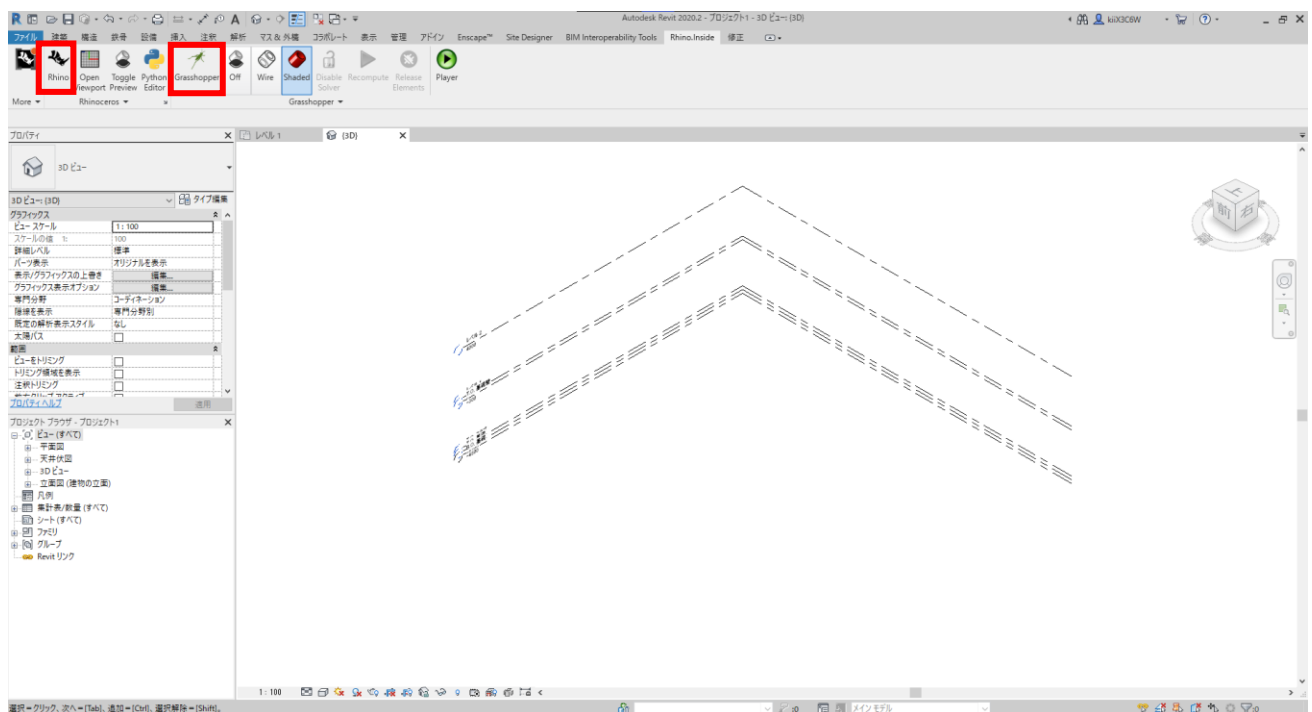 Autodesk Revit 2020.2 - プロジェクト1 - 3D ビュー: {3D}
kiiX3C6W
ファイル 建築 構造 鉄骨 設備 挿入 注釈 解析 マス & 外構 コラボレート 表示 管理 アドイン Enscape™ Site Designer BIM Interoperability Tools Rhino.Inside 修正
Rhino Open Viewport Toggle Preview Python Editor Grasshopper Off Wire Shaded Disable Solver Recompute Release Elements Player
More Rhinoceros Grasshopper
プロパティ
レベル 1 {3D}
3D ビュー
3D ビュー: {3D} タイプ編集
グラフィックス
ビュー スケール 1 : 100
スケールの値 1: 100
詳細レベル 標準
パーツ表示 オリジナルを表示
表示/グラフィックスの上書き 編集...
グラフィックス表示オプション 編集...
専門分野 コーディネーション
隠線を表示 専門分野別
既定の解析表示スタイル なし
太陽パス
範囲
ビューをトリミング
トリミング領域を表示
注釈トリミング
プロパティ ヘルプ 適用
プロジェクト ブラウザ - プロジェクト1
ビュー (すべて)
平面図
天井伏図
3D ビュー
立面図 (建物の立面)
凡例
集計表/数量 (すべて)
シート (すべて)
ファミリ
グループ
Revit リンク
上
前 右
1 : 100
選択 = クリック、次へ = [Tab]、追加 = [Ctrl]、選択解除 = [Shift]。
:0 メイン モデル :0